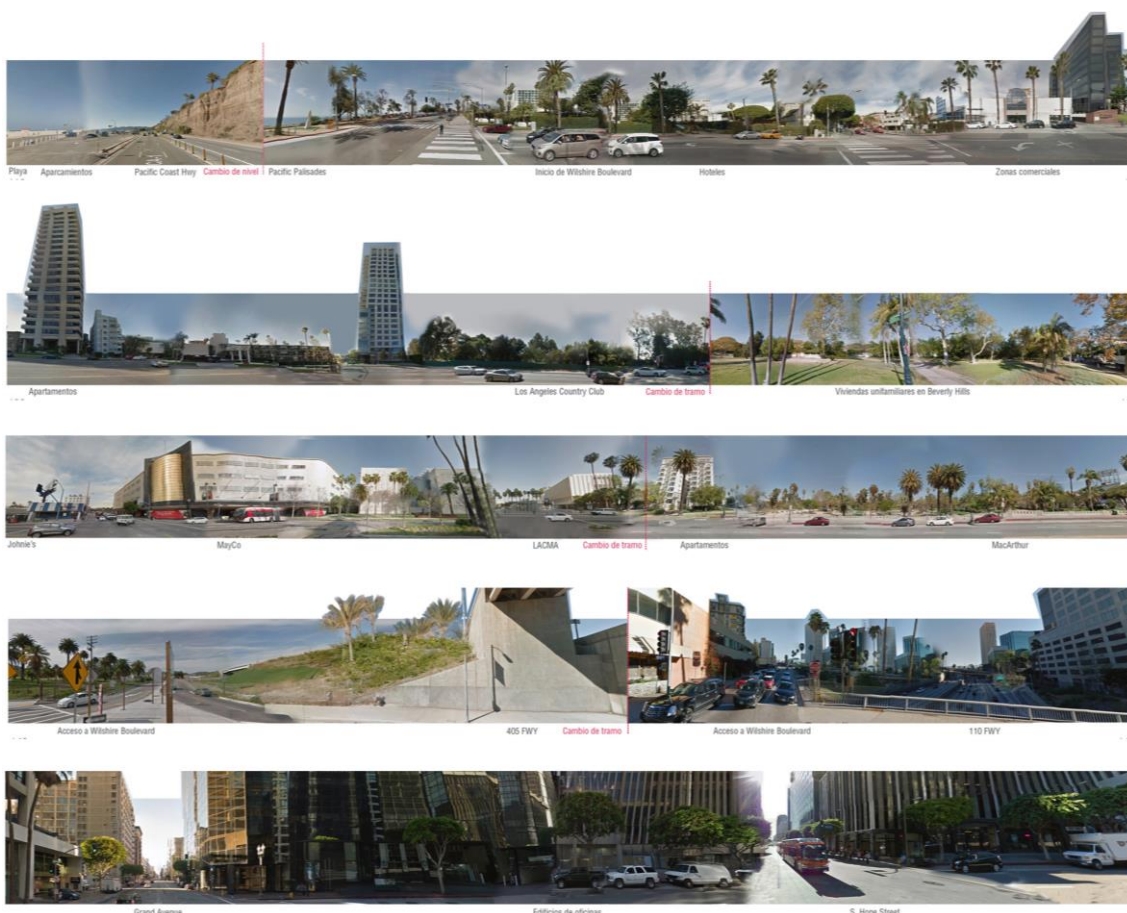 Playa Aparcamientos Pacific Coast Hwy Cambio de nivel Pacific Palisades Inicio de Wilshire Boulevard Hoteles Zonas comerciales
Apartamentos Los Angeles Country Club Cambio de tramo Viviendas unifamiliares en Beverly Hills
Johnie's MayCo LACMA Cambio de tramo Apartamentos MacArthur
Acceso a Wilshire Boulevard 405 FWY Cambio de tramo Acceso a Wilshire Boulevard 110 FWY
Grand Avenue Edificios de oficinas S. Hope Street